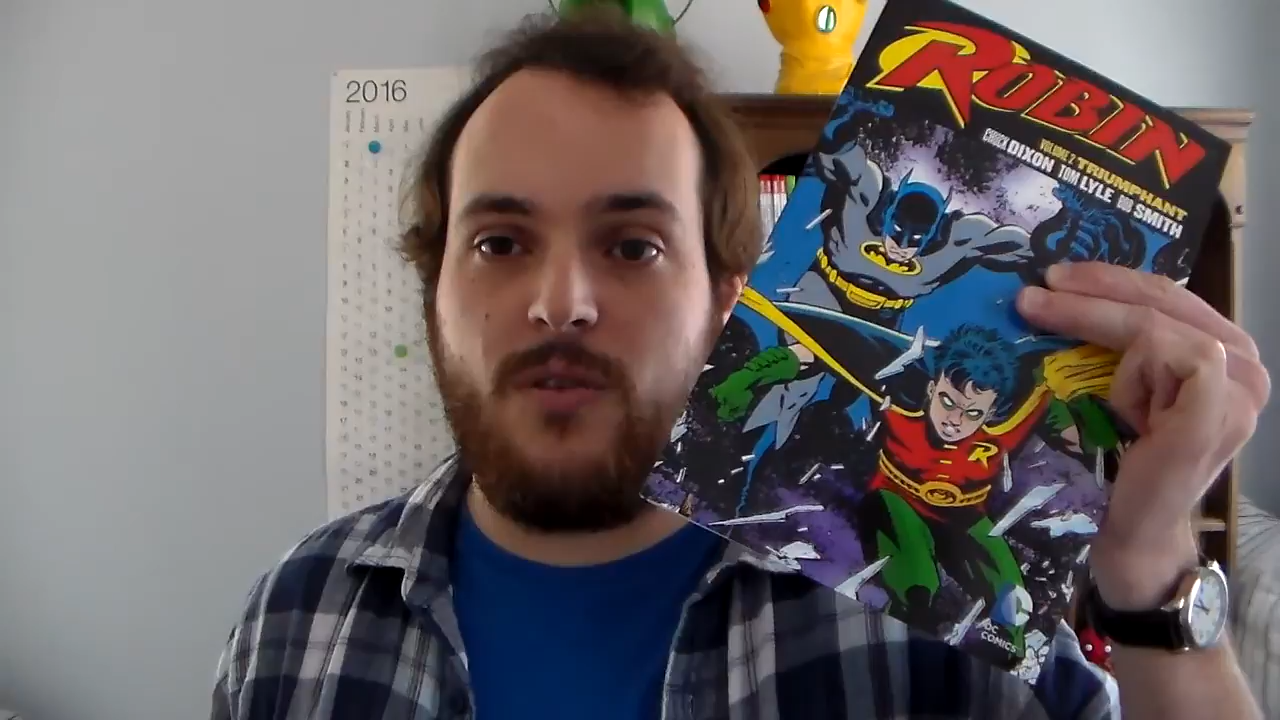 2016
ROBIN
VOLUME 2 TRIUMPHANT
CHUCK DIXON TOM LYLE BOB SMITH
R
DC
COMICS